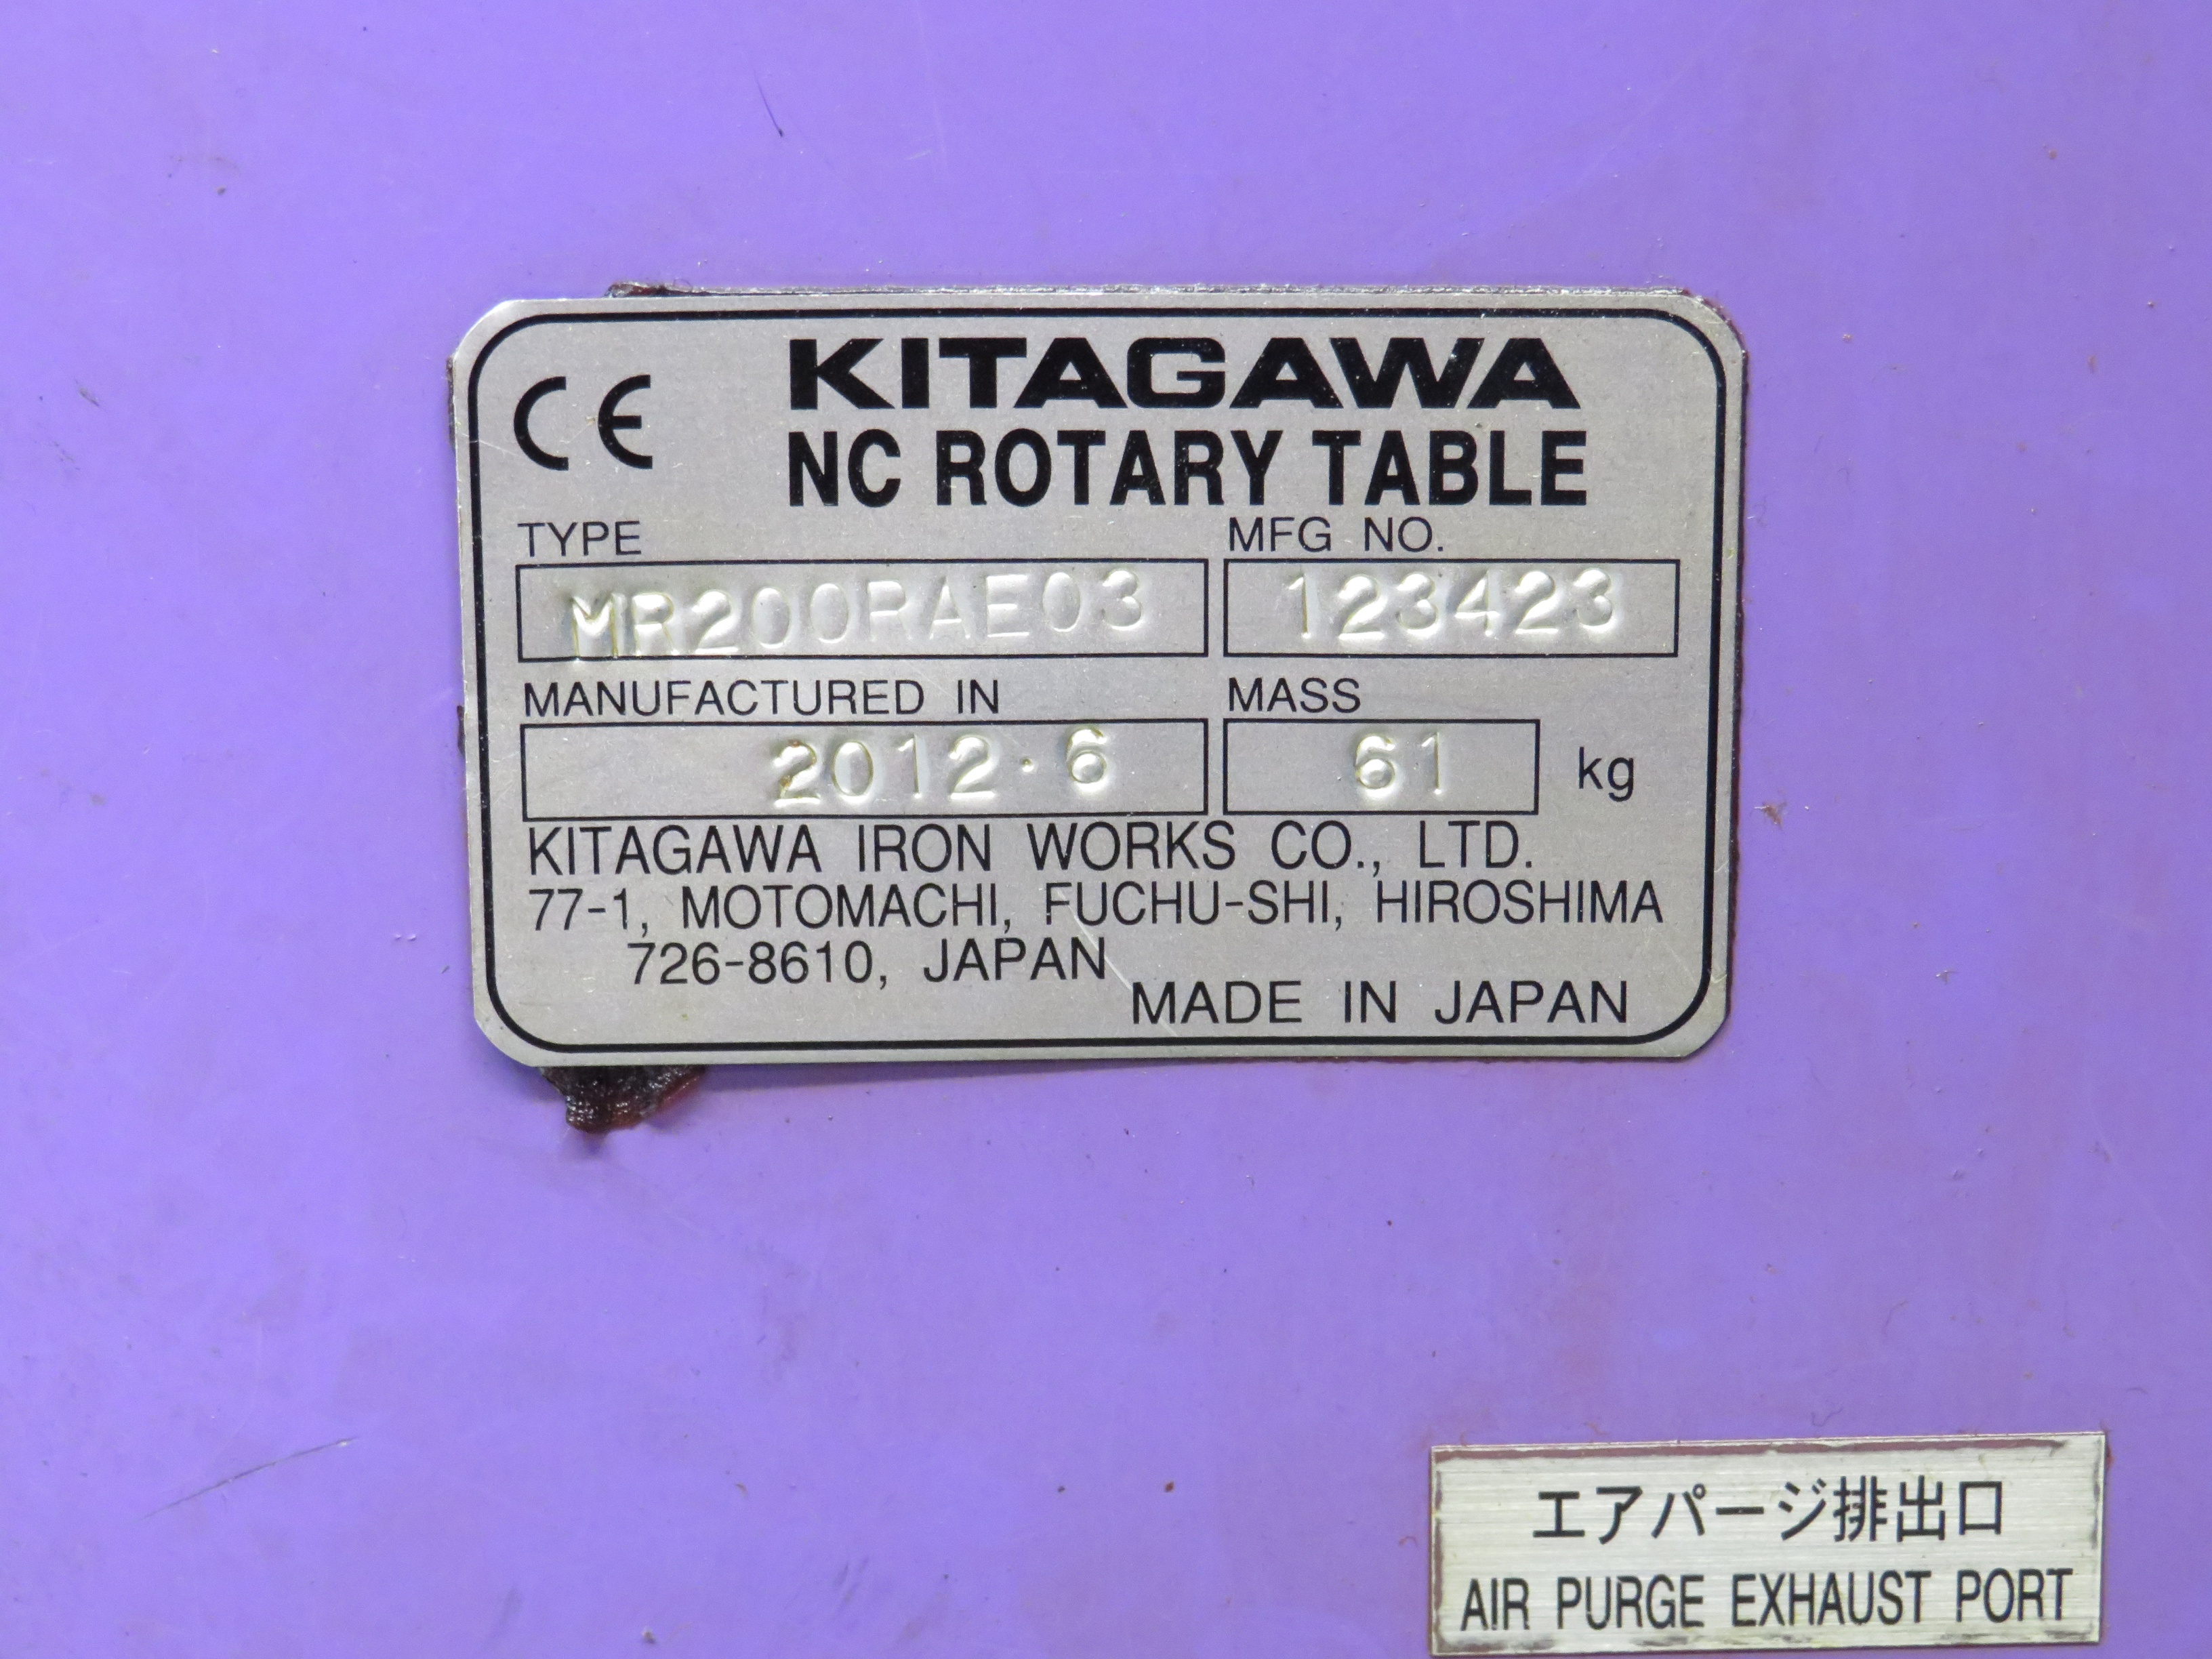 CE KITAGAWA
NC ROTARY TABLE
TYPE MFG NO.
MR200RAE03 123423
MANUFACTURED IN MASS
2012・6 61 kg
KITAGAWA IRON WORKS CO., LTD.
77-1, MOTOMACHI, FUCHU-SHI, HIROSHIMA
726-8610, JAPAN
MADE IN JAPAN
エアパージ排出口
AIR PURGE EXHAUST PORT